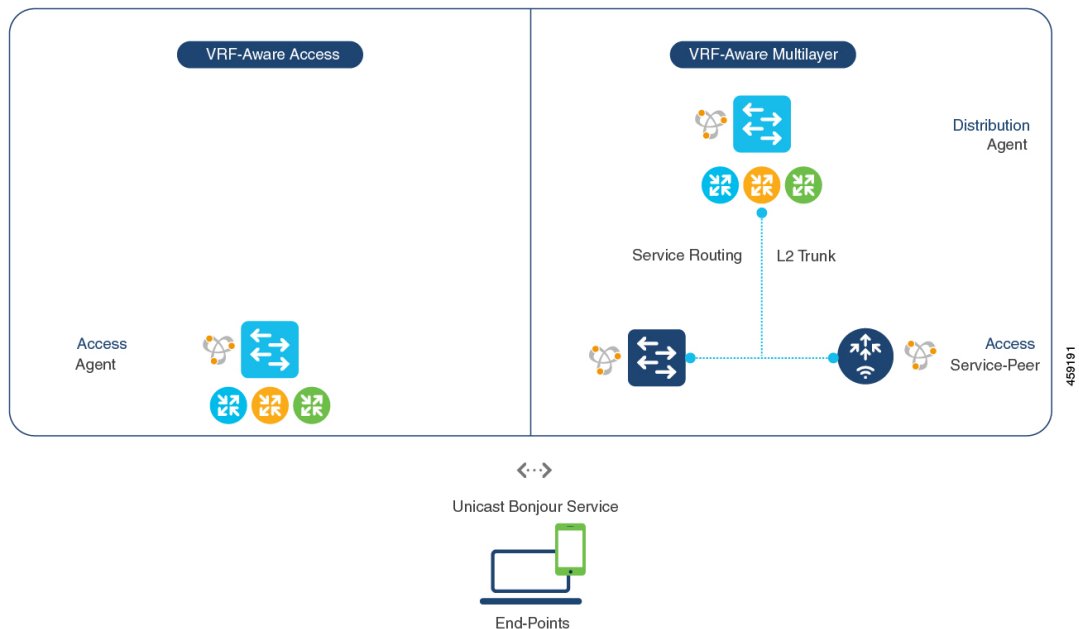 VRF-Aware Access
VRF-Aware Multilayer
Distribution
Agent
Service Routing
L2 Trunk
Access
Agent
Access
Service-Peer
459191
Unicast Bonjour Service
End-Points